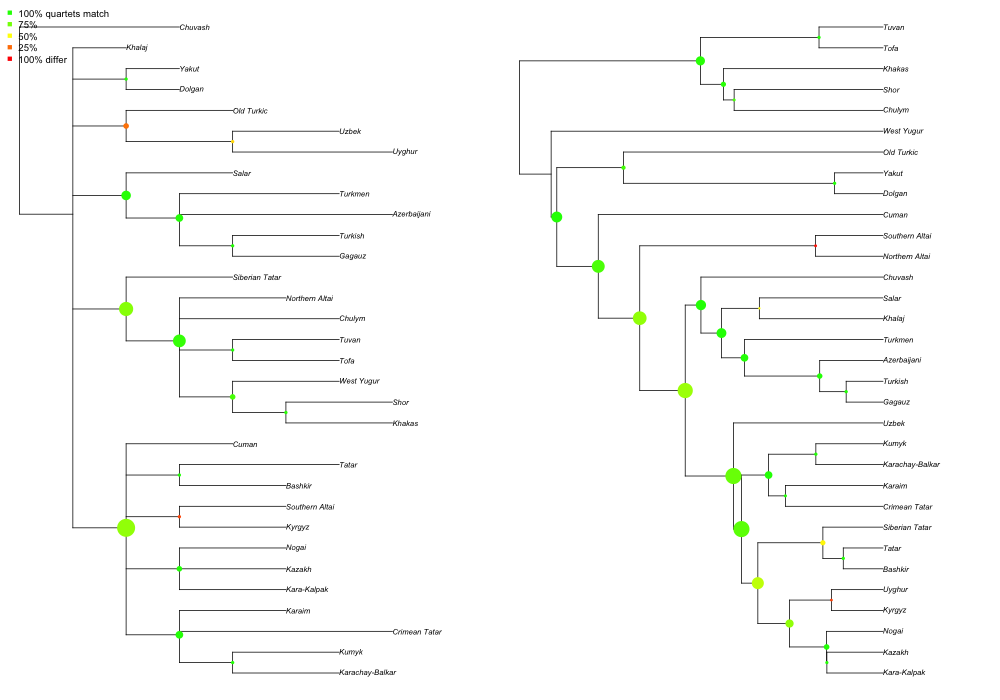 100% quartets match
75%
50%
25%
100% differ
Chuvash
Khalaj
Yakut
Dolgan
Old Turkic
Uzbek
Uyghur
Salar
Turkmen
Azerbaijani
Turkish
Gagauz
Siberian Tatar
Northern Altai
Chulym
Tuvan
Tofa
West Yugur
Shor
Khakas
Cuman
Tatar
Bashkir
Southern Altai
Kyrgyz
Nogai
Kazakh
Kara-Kalpak
Karaim
Crimean Tatar
Kumyk
Karachay-Balkar
Tuvan
Tofa
Khakas
Shor
Chulym
West Yugur
Old Turkic
Yakut
Dolgan
Cuman
Southern Altai
Northern Altai
Chuvash
Salar
Khalaj
Turkmen
Azerbaijani
Turkish
Gagauz
Uzbek
Kumyk
Karachay-Balkar
Karaim
Crimean Tatar
Siberian Tatar
Tatar
Bashkir
Uyghur
Kyrgyz
Nogai
Kazakh
Kara-Kalpak